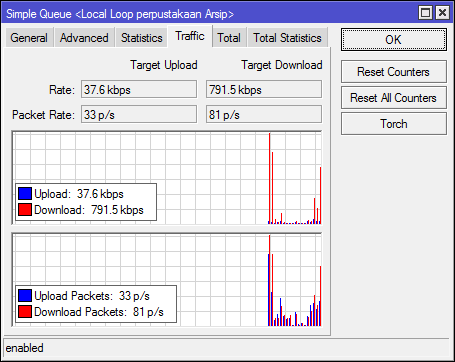 Simple Queue <Local Loop perpustakaan Arsip>
General Advanced Statistics Traffic Total Total Statistics
Target Upload Target Download
Rate: 37.6 kbps 791.5 kbps
Packet Rate: 33 p/s 81 p/s
Upload: 37.6 kbps
Download: 791.5 kbps
Upload Packets: 33 p/s
Download Packets: 81 p/s
OK
Reset Counters
Reset All Counters
Torch
enabled